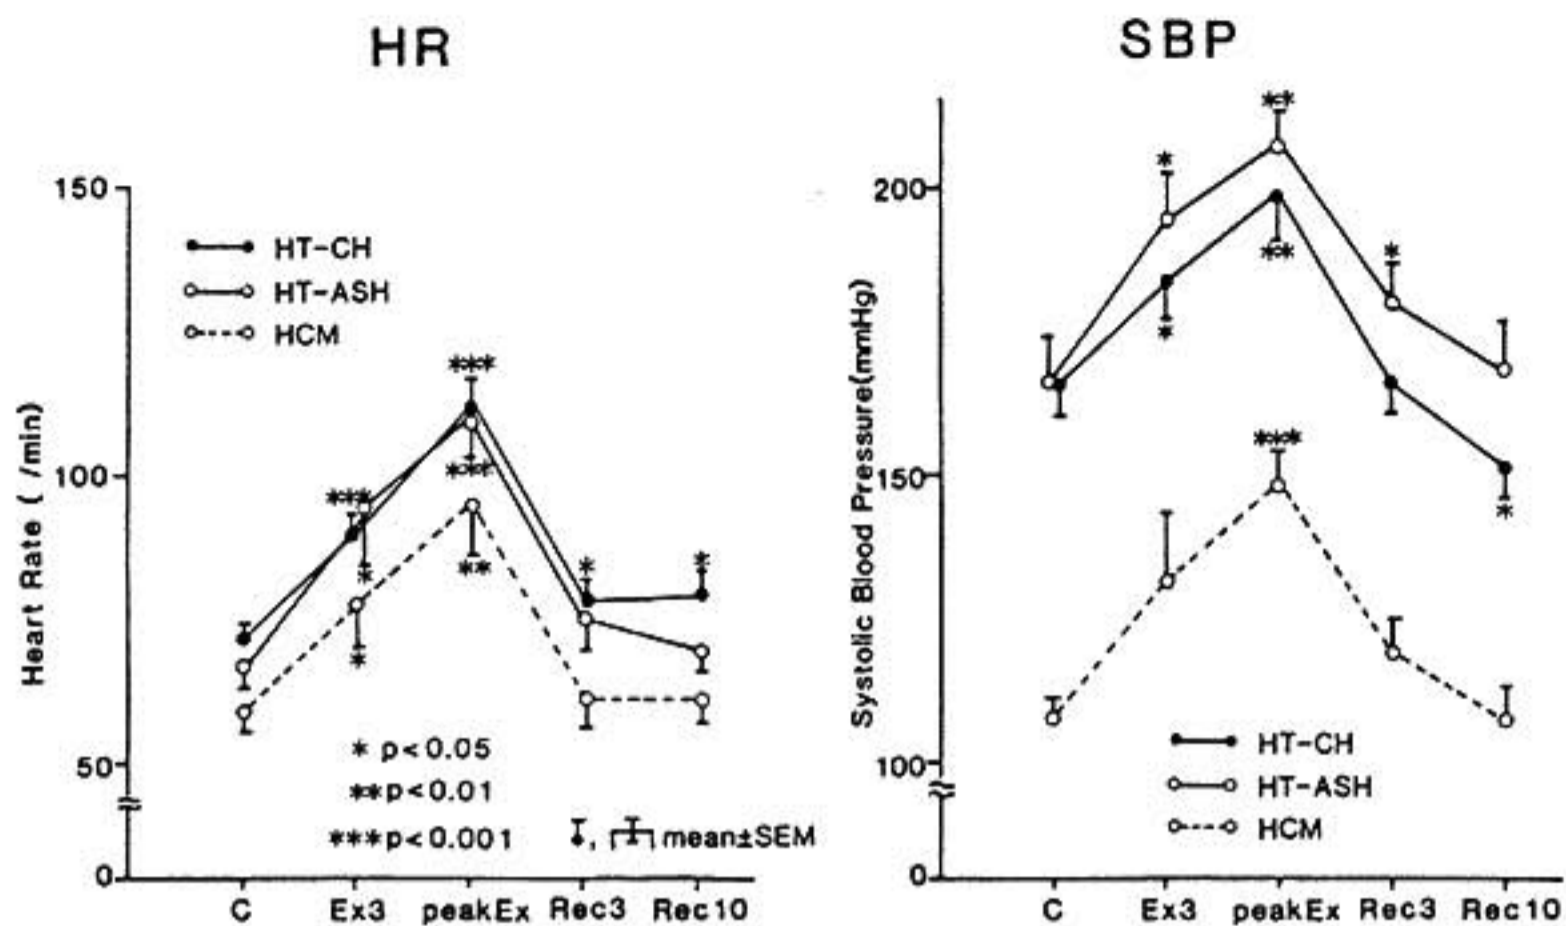 HR
150
HT-CH
HT-ASH
HCM
***
***
***
*
*
**
*
*
100
50
0
Heart Rate ( /min)
* p<0.05
**p<0.01
***p<0.001
, mean±SEM
C Ex3 peakEx Rec3 Rec10
SBP
**
*
200
**
*
*
***
150
*
100
0
Systolic Blood Pressure(mmHg)
HT-CH
HT-ASH
HCM
C Ex3 peakEx Rec3 Rec10